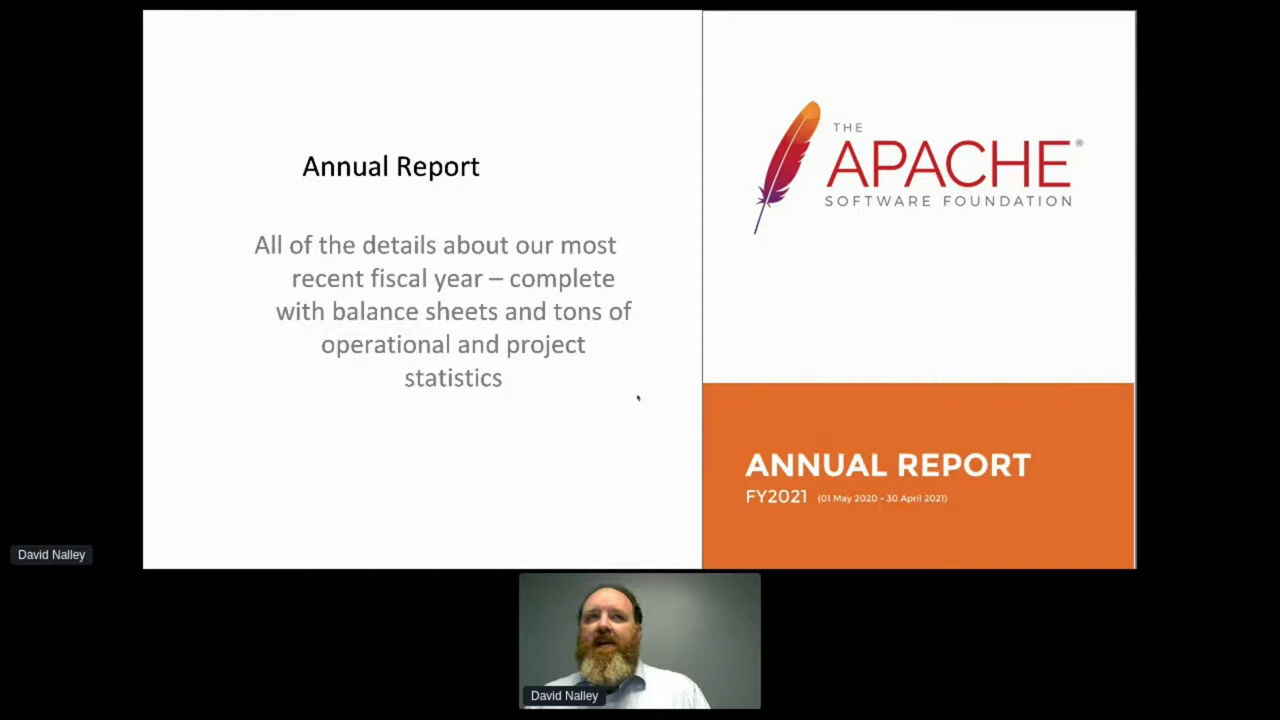 Annual Report
All of the details about our most
recent fiscal year – complete
with balance sheets and tons of
operational and project
statistics
THE
APACHE®
SOFTWARE FOUNDATION
ANNUAL REPORT
FY2021 (01 May 2020 - 30 April 2021)
David Nalley
David Nalley